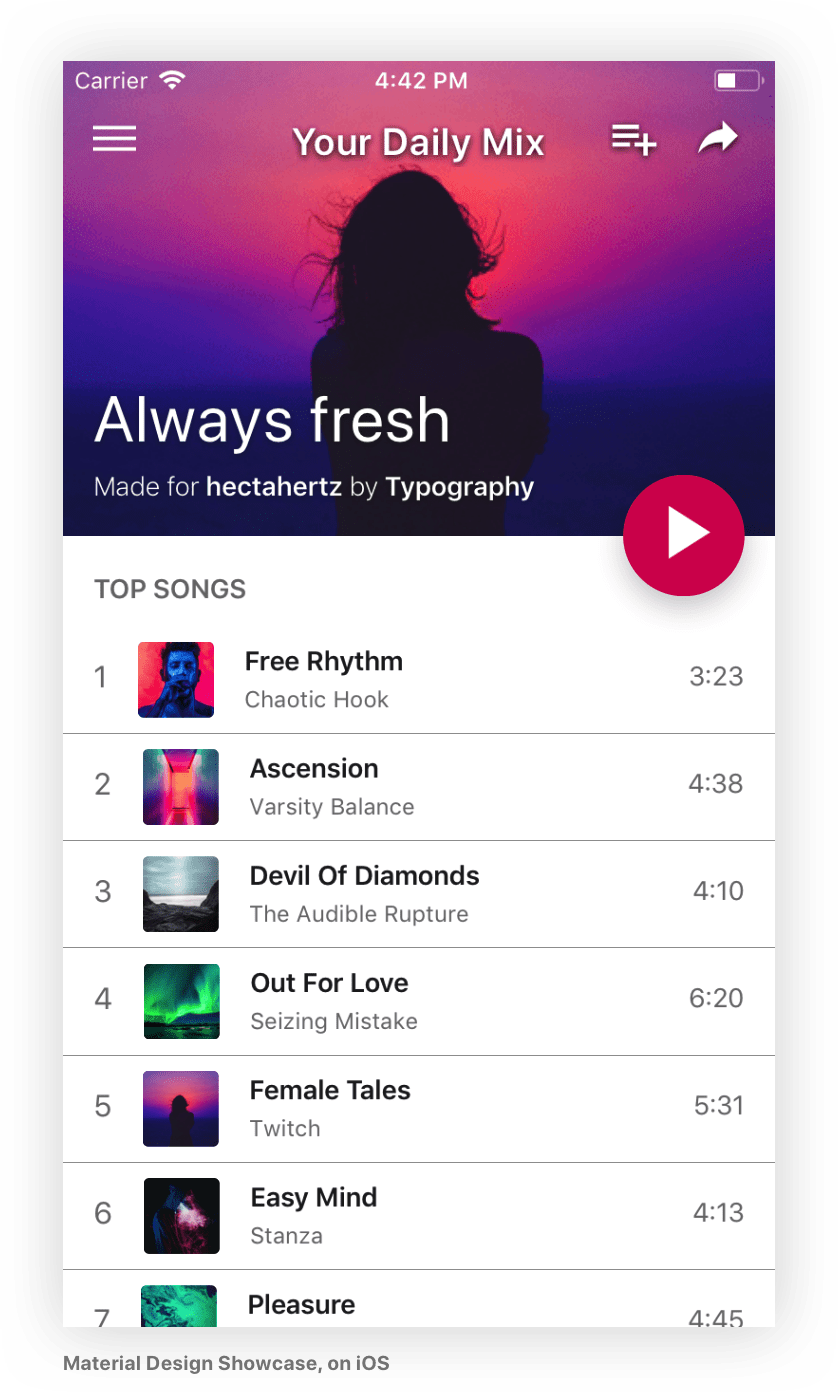 Carrier 4:42 PM
Your Daily Mix
Always fresh
Made for hectahertz by Typography
TOP SONGS
1 Free Rhythm 3:23
Chaotic Hook
2 Ascension 4:38
Varsity Balance
3 Devil Of Diamonds 4:10
The Audible Rupture
4 Out For Love 6:20
Seizing Mistake
5 Female Tales 5:31
Twitch
6 Easy Mind 4:13
Stanza
7 Pleasure 4:45
Material Design Showcase, on iOS